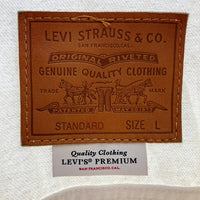 LEVI STRAUSS & CO.
SAN FRANCISCO, CAL.
ORIGINAL RIVETED
GENUINE QUALITY CLOTHING
TRADE MARK
STANDARD SIZE L
Quality Clothing
LEVI'S® PREMIUM
SAN FRANCISCO, CAL.